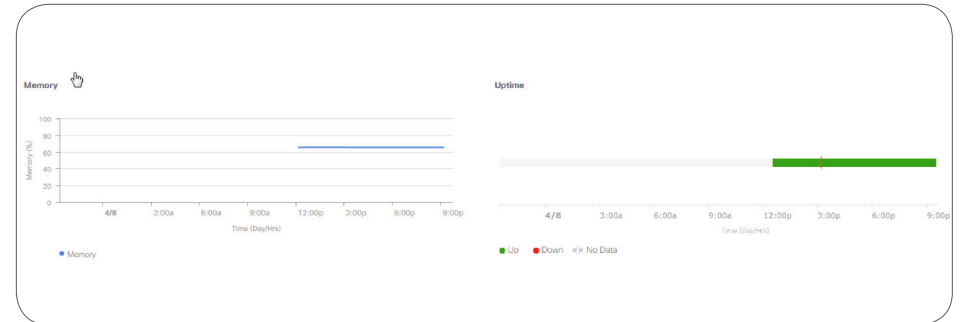 Memory
100
80
60
40
20
0
Memory (%)
4/8 3:00a 6:00a 9:00a 12:00p 3:00p 6:00p 9:00p
Time (Day/Hrs)
Memory
Uptime
4/8 3:00a 6:00a 9:00a 12:00p 3:00p 6:00p 9:00p
Time (Day/Hrs)
Up Down No Data